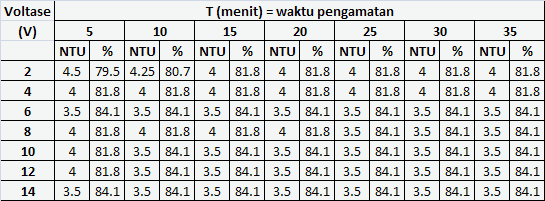 Voltase T (menit) = waktu pengamatan
(V) 5 10 15 20 25 30 35
NTU % NTU % NTU % NTU % NTU % NTU % NTU %
2 4.5 79.5 4.25 80.7 4 81.8 4 81.8 4 81.8 4 81.8 4 81.8
4 4 81.8 4 81.8 4 81.8 4 81.8 4 81.8 4 81.8 4 81.8
6 3.5 84.1 3.5 84.1 3.5 84.1 3.5 84.1 3.5 84.1 3.5 84.1 3.5 84.1
8 4 81.8 4 81.8 4 81.8 4 81.8 3.5 84.1 3.5 84.1 3.5 84.1
10 4 81.8 3.5 84.1 3.5 84.1 3.5 84.1 3.5 84.1 3.5 84.1 3.5 84.1
12 4 81.8 3.5 84.1 3.5 84.1 3.5 84.1 3.5 84.1 3.5 84.1 3.5 84.1
14 3.5 84.1 3.5 84.1 3.5 84.1 3.5 84.1 3.5 84.1 3.5 84.1 3.5 84.1